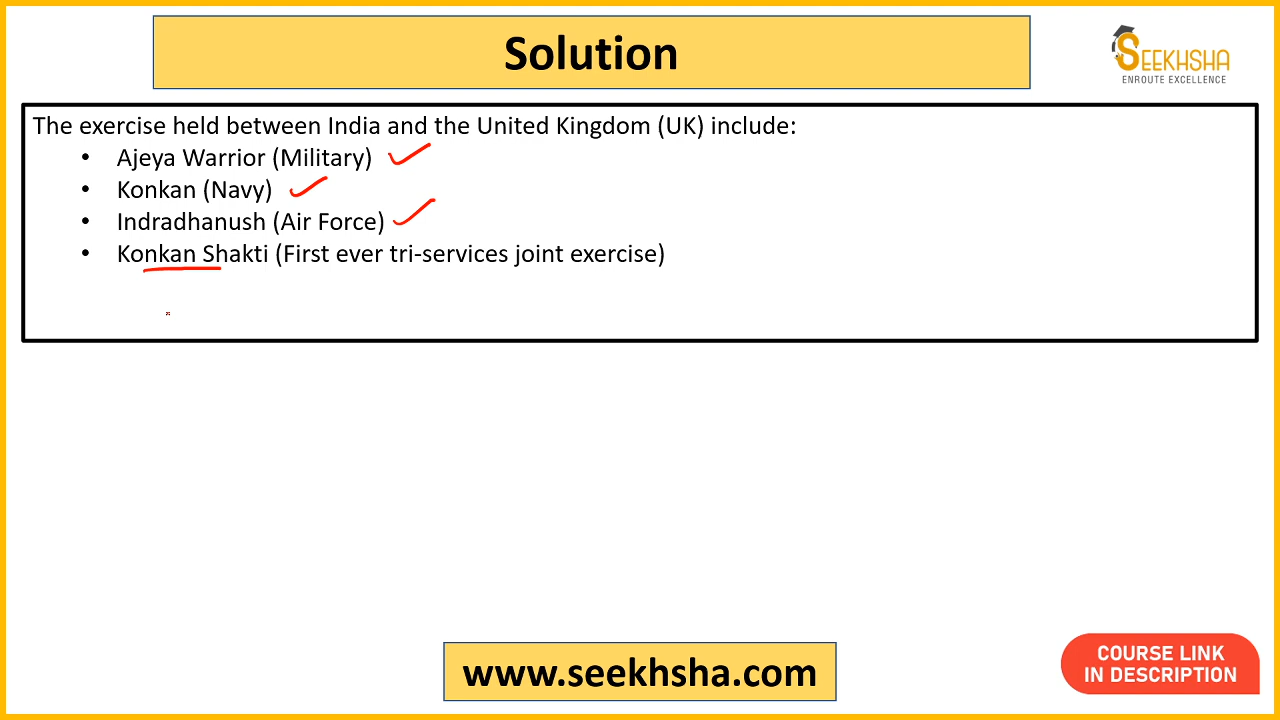 Solution
SEEKHSHA
ENROUTE EXCELLENCE
The exercise held between India and the United Kingdom (UK) include:
• Ajeya Warrior (Military)
• Konkan (Navy)
• Indradhanush (Air Force)
• Konkan Shakti (First ever tri-services joint exercise)
www.seekhsha.com
COURSE LINK
IN DESCRIPTION